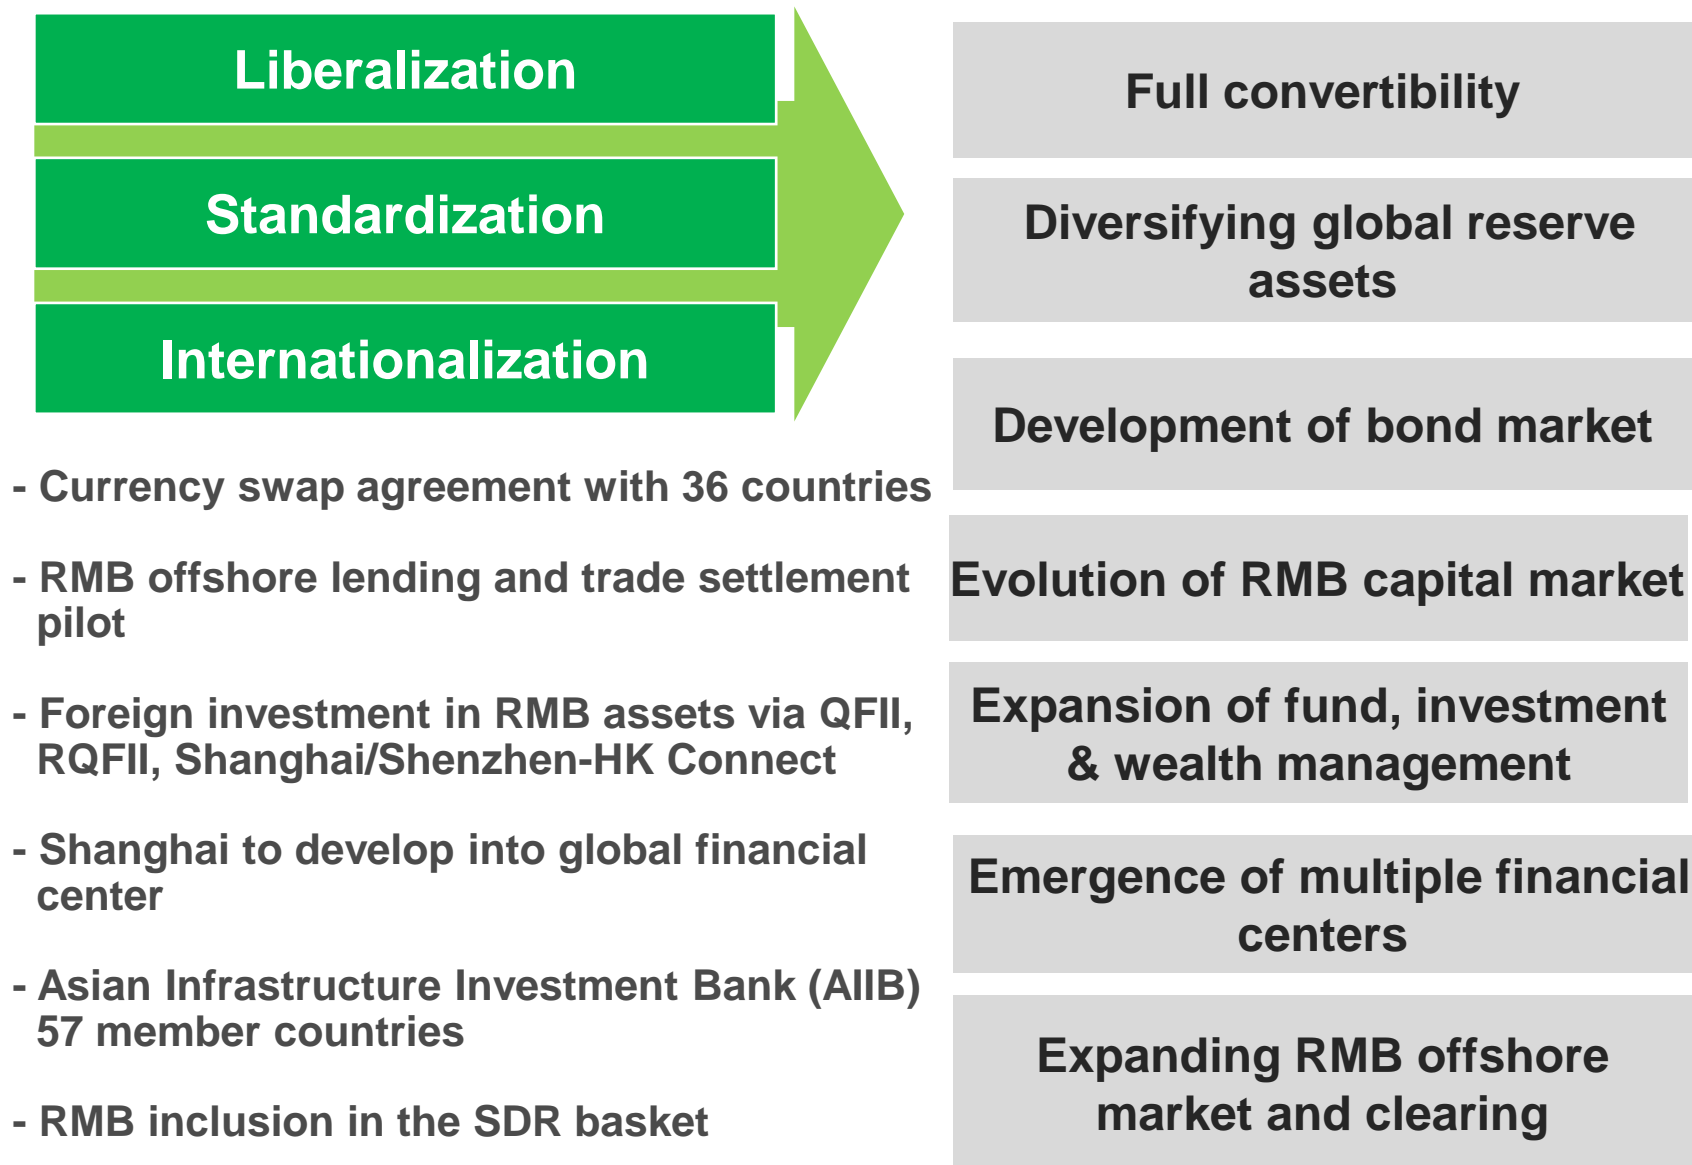 Liberalization
Standardization
Internationalization
- Currency swap agreement with 36 countries
- RMB offshore lending and trade settlement
pilot
- Foreign investment in RMB assets via QFII,
RQFII, Shanghai/Shenzhen-HK Connect
- Shanghai to develop into global financial
center
- Asian Infrastructure Investment Bank (AIIB)
57 member countries
- RMB inclusion in the SDR basket
Full convertibility
Diversifying global reserve
assets
Development of bond market
Evolution of RMB capital market
Expansion of fund, investment
& wealth management
Emergence of multiple financial
centers
Expanding RMB offshore
market and clearing